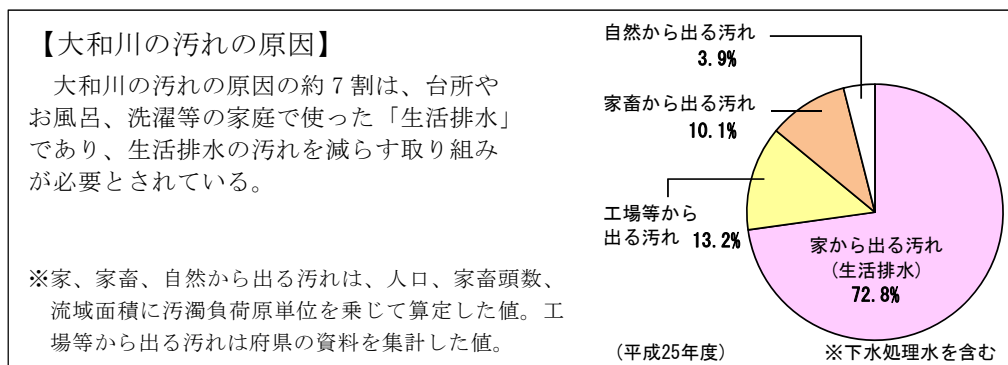 【大和川の汚れの原因】
大和川の汚れの原因の約7割は、台所や
お風呂、洗濯等の家庭で使った「生活排水」
であり、生活排水の汚れを減らす取り組み
が必要とされている。
※家、家畜、自然から出る汚れは、人口、家畜頭数、
流域面積に汚濁負荷原単位を乗じて算定した値。工
場等から出る汚れは府県の資料を集計した値。
自然から出る汚れ
3.9%
家畜から出る汚れ
10.1%
工場等から
出る汚れ 13.2%
家から出る汚れ
(生活排水)
72.8%
(平成25年度)
※下水処理水を含む